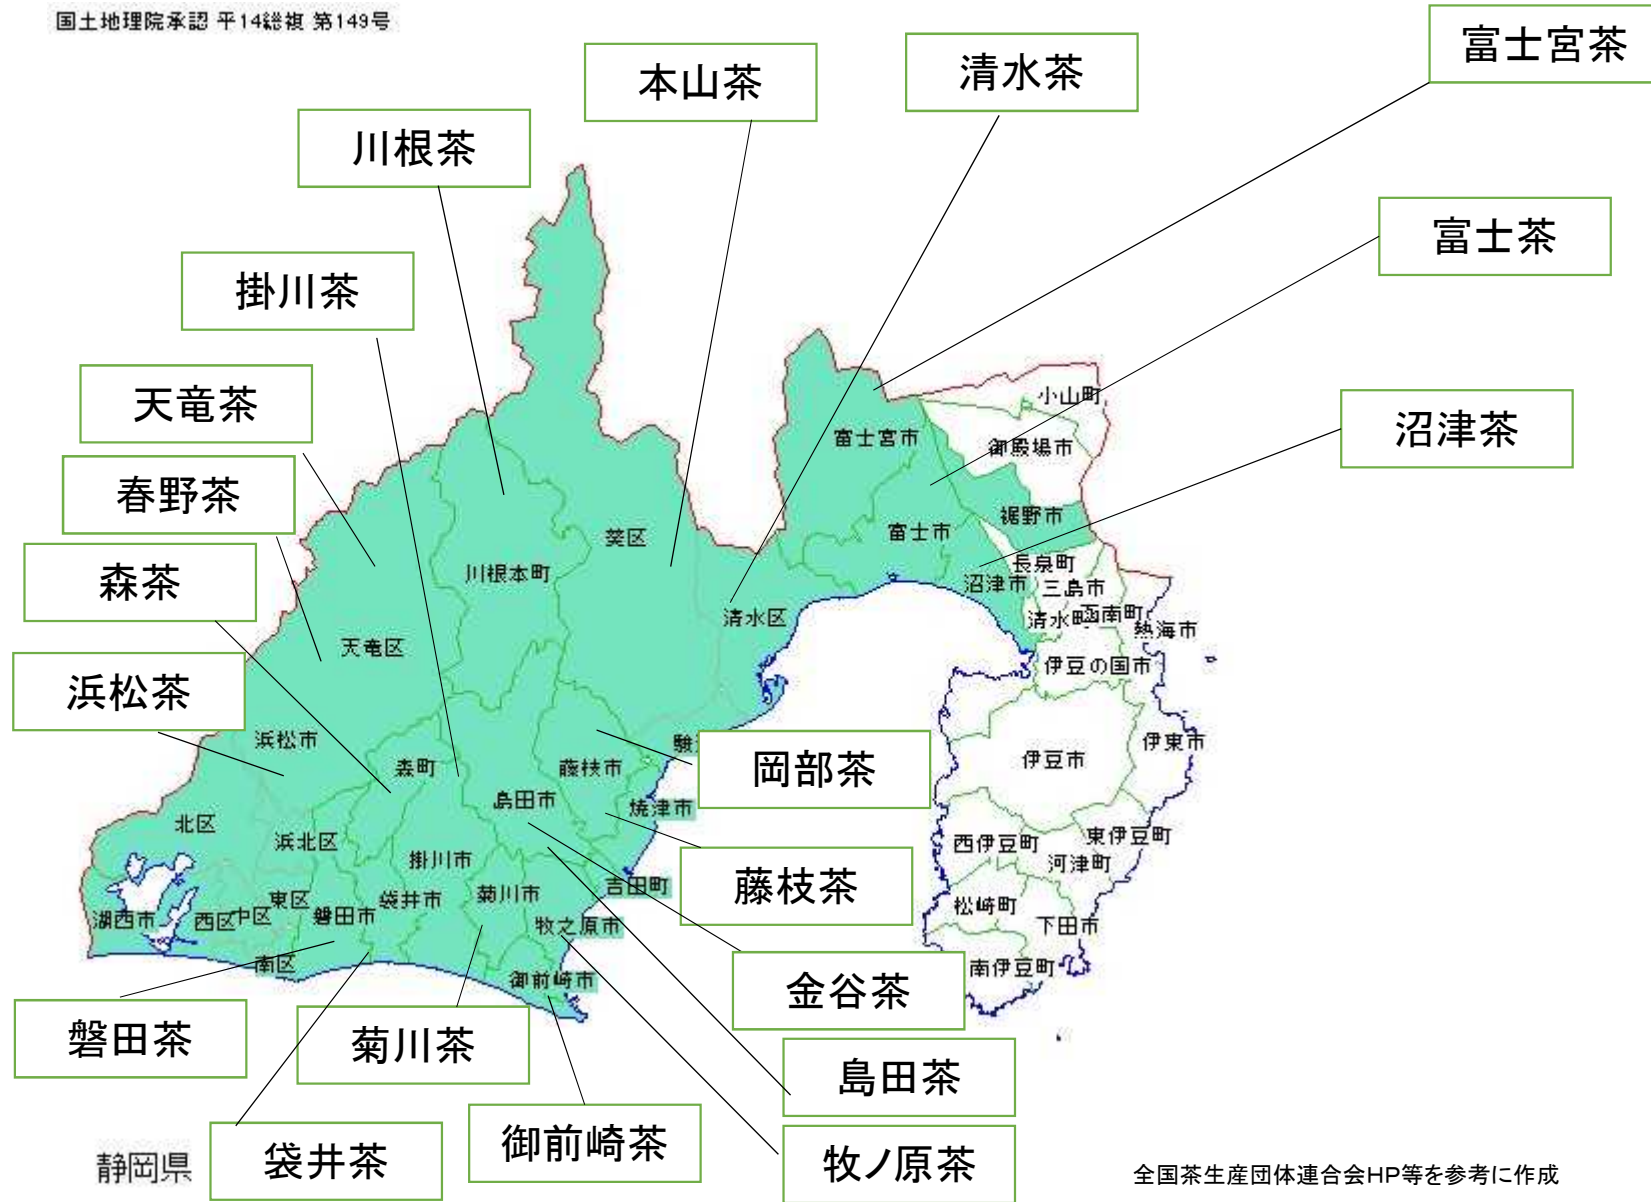 国土地理院承認 平14総複 第149号
富士宮茶
清水茶
本山茶
川根茶
富士茶
掛川茶
天竜茶
沼津茶
春野茶
森茶
浜松茶
小山町
富士宮市
御殿場市
裾野市
富士市
葵区
長泉町
川根本町
沼津市
三島市
清水町
函南町
清水区
熱海市
天竜区
伊豆の国市
浜松市
伊東市
森町
藤枝市
岡部茶
伊豆市
島田市
焼津市
北区
浜北区
西伊豆町
東伊豆町
掛川市
河津町
藤枝茶
吉田町
菊川市
袋井市
東区
湖西市
西区
中区
磐田市
松崎町
牧之原市
下田市
南区
南伊豆町
御前崎市
金谷茶
磐田茶
菊川茶
島田茶
御前崎茶
袋井茶
牧ノ原茶
静岡県
全国茶生産団体連合会HP等を参考に作成